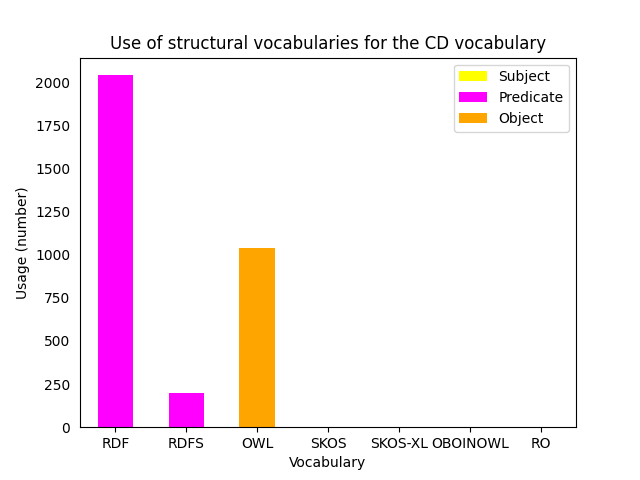 Use of structural vocabularies for the CD vocabulary
Subject
Predicate
Object
Usage (number)
2000
1750
1500
1250
1000
750
500
250
0
RDF RDFS OWL SKOS SKOS-XL OBOINOWL RO
Vocabulary